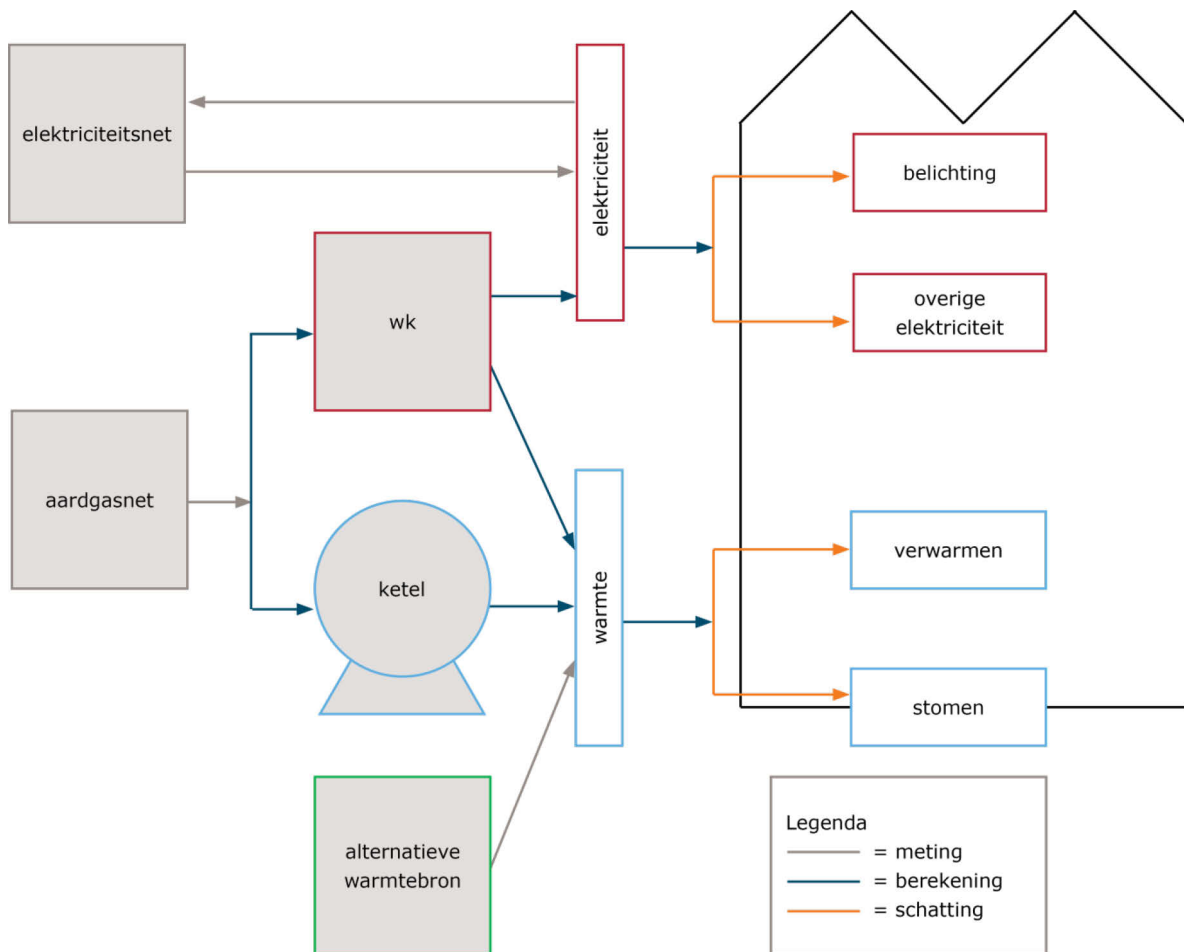 elektriciteitsnet
elektriciteit
belichting
overige
elektriciteit
wk
aardgasnet
ketel
warmte
verwarmen
stomen
alternatieve
warmtebron
Legenda
= meting
= berekening
= schatting